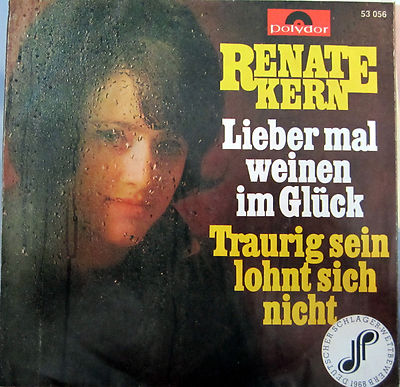 polydor
53 056
RENATE
KERN
Lieber mal
weinen
im Glück
Traurig sein
lohnt sich
nicht
DEUTSCHER SCHLAGERWETTBEWERB
1968